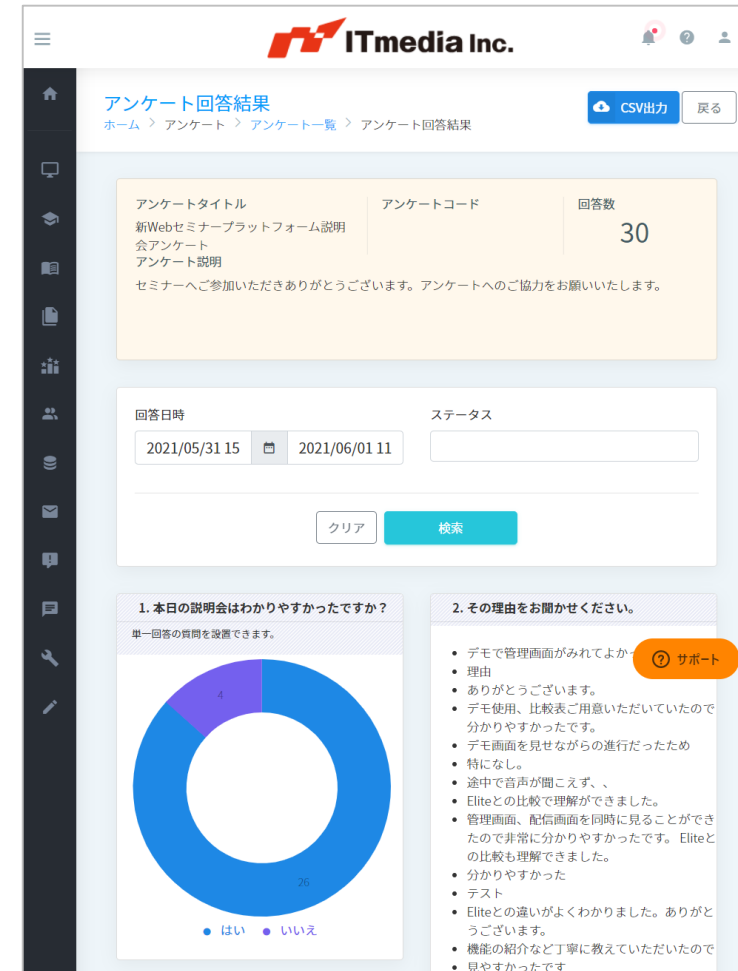 ITmedia Inc.
アンケート回答結果
ホーム > アンケート > アンケート一覧 > アンケート回答結果
CSV出力
戻る
アンケートタイトル
アンケートコード
回答数
新Webセミナープラットフォーム説明
会アンケート
30
アンケート説明
セミナーへご参加いただきありがとうございます。アンケートへのご協力をお願いいたします。
回答日時
ステータス
2021/05/31 15
2021/06/01 11
クリア
検索
1. 本日の説明会はわかりやすかったですか？
単一回答の質問を設置できます。
4
26
はい
いいえ
2. その理由をお聞かせください。
デモで管理画面がみれてよか
サポート
理由
ありがとうございます。
デモ使用、比較表ご用意いただいていたので
分かりやすかったです。
デモ画面を見せながらの進行だったため
特になし。
途中で音声が聞こえず、、
Eliteとの比較で理解ができました。
管理画面、配信画面を同時に見ることができ
たので非常に分かりやすかったです。 Eliteと
の比較も理解できました。
分かりやすかった
テスト
Eliteとの違いがよくわかりました。ありがと
うございます。
機能の紹介など丁寧に教えていただいたので
見やすかったです